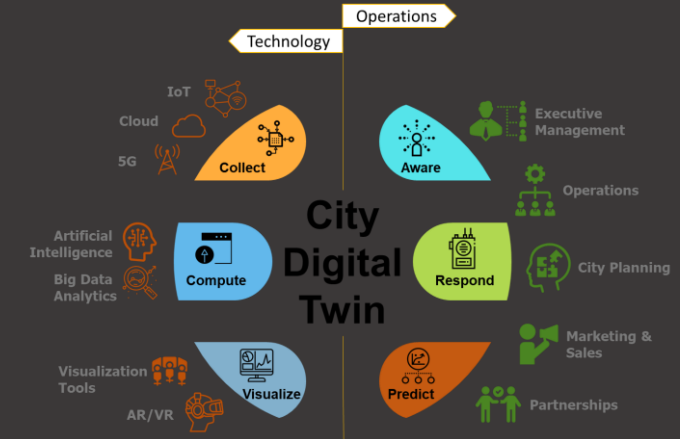 Operations
Technology
IoT
Cloud
5G
Collect
Artificial
Intelligence
Big Data
Analytics
Compute
Visualization
Tools
AR/VR
Visualize
City
Digital
Twin
Aware
Executive
Management
Operations
Respond
City Planning
Predict
Marketing &
Sales
Partnerships